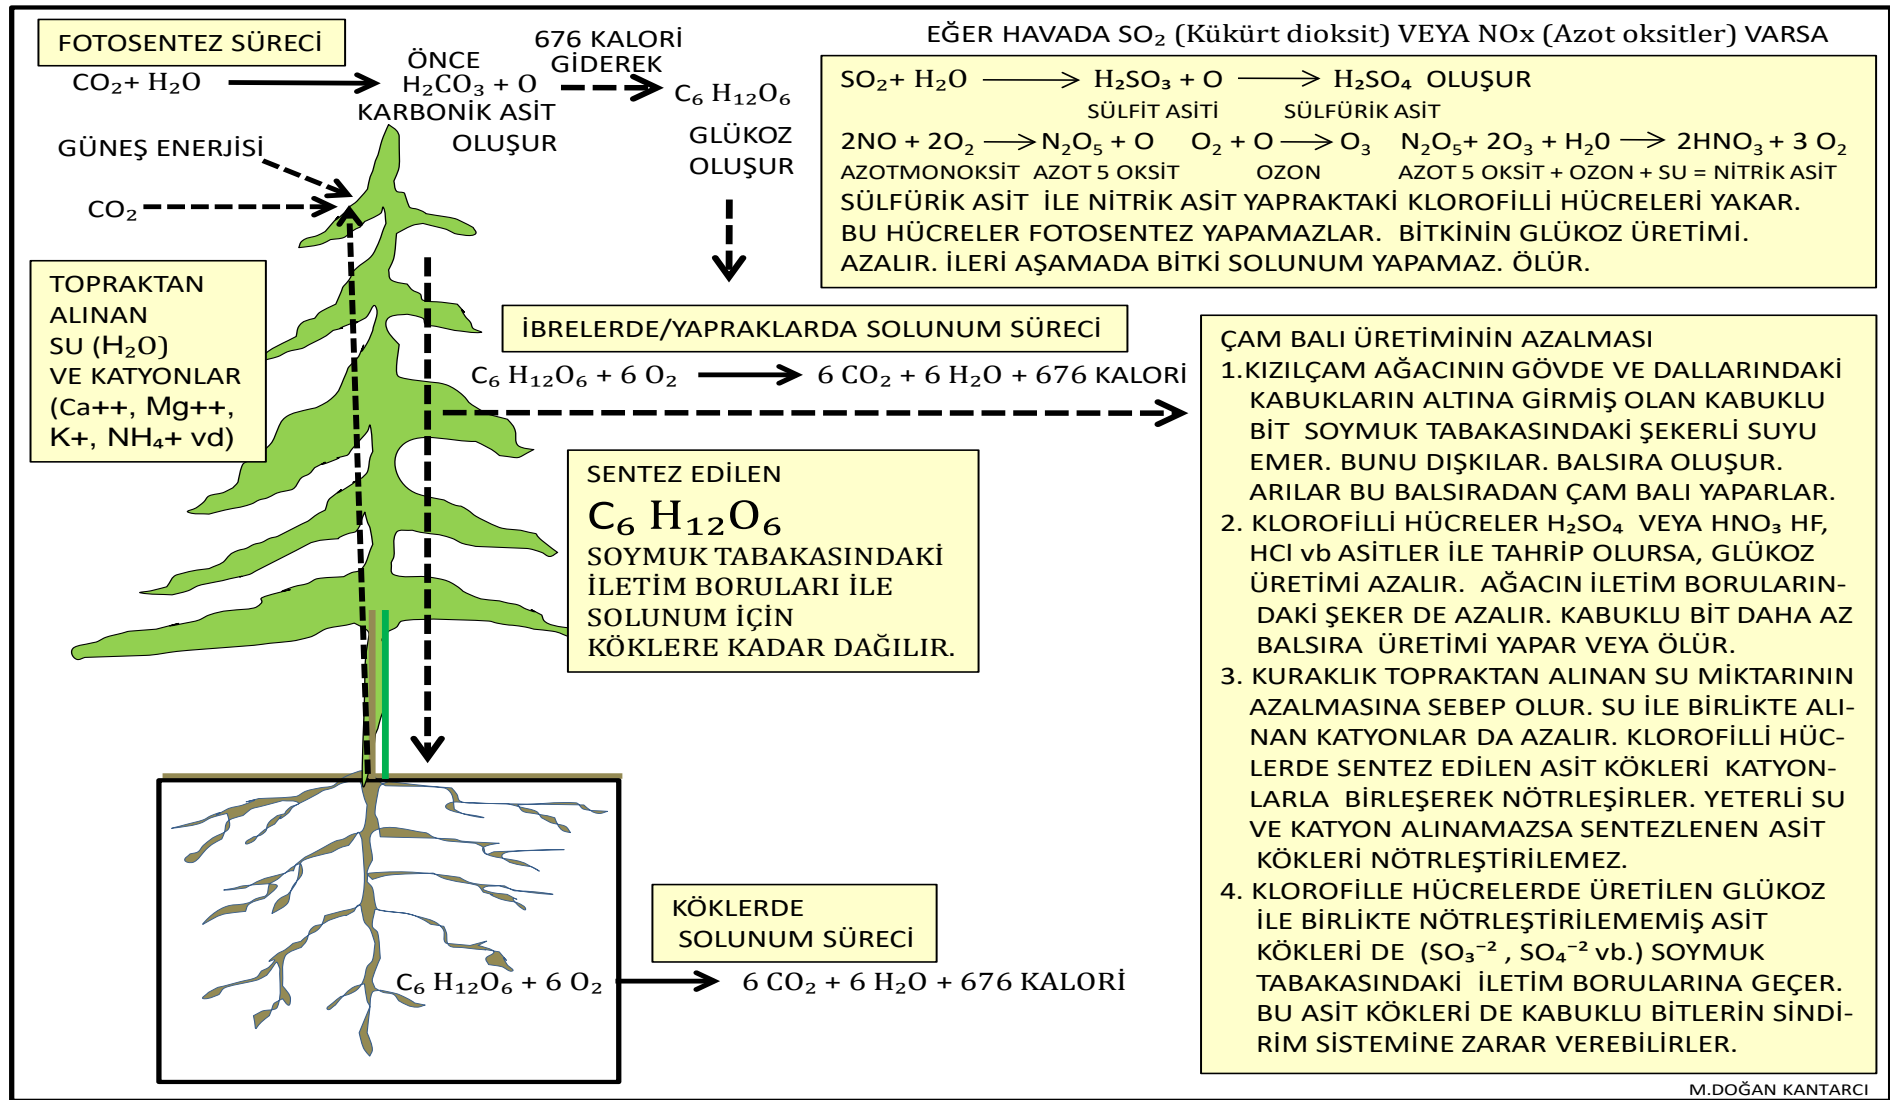 FOTOSENTEZ SÜRECİ
CO₂+ H₂O
ÖNCE
H₂CO₃ + O
KARBONİK ASİT
OLUŞUR
676 KALORİ
GİDEREK
C₆ H₁₂O₆
GLÜKOZ
OLUŞUR
GÜNEŞ ENERJİSİ
CO₂
EĞER HAVADA SO₂ (Kükürt dioksit) VEYA NOx (Azot oksitler) VARSA
SO₂+ H₂O → H₂SO₃ + O → H₂SO₄ OLUŞUR
SÜLFİT ASİTİ SÜLFÜRİK ASİT
2NO + 2O₂ → N₂O₅ + O O₂ + O → O₃ N₂O₅+ 2O₃ + H₂0 → 2HNO₃ + 3 O₂
AZOTMONOKSİT AZOT 5 OKSİT OZON AZOT 5 OKSİT + OZON + SU = NİTRİK ASİT
SÜLFÜRİK ASİT İLE NİTRİK ASİT YAPRAKTAKİ KLOROFİLLİ HÜCRELERİ YAKAR.
BU HÜCRELER FOTOSENTEZ YAPAMAZLAR. BİTKİNİN GLÜKOZ ÜRETİMİ.
AZALIR. İLERİ AŞAMADA BİTKİ SOLUNUM YAPAMAZ. ÖLÜR.
TOPRAKTAN
ALINAN
SU (H₂O)
VE KATYONLAR
(Ca++, Mg++,
K+, NH₄+ vd)
İBRELERDE/YAPRAKLARDA SOLUNUM SÜRECİ
C₆ H₁₂O₆ + 6 O₂ → 6 CO₂ + 6 H₂O + 676 KALORİ
SENTEZ EDİLEN
C₆ H₁₂O₆
SOYMUK TABAKASINDAKİ
İLETİM BORULARI İLE
SOLUNUM İÇİN
KÖKLERE KADAR DAĞILIR.
ÇAM BALI ÜRETİMİNİN AZALMASI
1.KIZILÇAM AĞACININ GÖVDE VE DALLARINDAKİ
KABUKLARIN ALTINA GİRMİŞ OLAN KABUKLU
BİT SOYMUK TABAKASINDAKİ ŞEKERLİ SUYU
EMER. BUNU DIŞKILAR. BALSIRA OLUŞUR.
ARILAR BU BALSIRADAN ÇAM BALI YAPARLAR.
2. KLOROFİLLİ HÜCRELER H₂SO₄ VEYA HNO₃ HF,
HCl vb ASİTLER İLE TAHRİP OLURSA, GLÜKOZ
ÜRETİMİ AZALIR. AĞACIN İLETİM BORULARIN-
DAKİ ŞEKER DE AZALIR. KABUKLU BİT DAHA AZ
BALSIRA ÜRETİMİ YAPAR VEYA ÖLÜR.
3. KURAKLIK TOPRAKTAN ALINAN SU MİKTARININ
AZALMASINA SEBEP OLUR. SU İLE BİRLİKTE ALI-
NAN KATYONLAR DA AZALIR. KLOROFİLLİ HÜC-
LERDE SENTEZ EDİLEN ASİT KÖKLERİ KATYON-
LARLA BİRLEŞEREK NÖTRLEŞİRLER. YETERLİ SU
VE KATYON ALINAMAZSA SENTEZLENEN ASİT
KÖKLERİ NÖTRLEŞTİRİLEMEZ.
4. KLOROFİLLE HÜCRELERDE ÜRETİLEN GLÜKOZ
İLE BİRLİKTE NÖTRLEŞTİRİLEMEMİŞ ASİT
KÖKLERİ DE (SO₃⁻² , SO₄⁻² vb.) SOYMUK
TABAKASINDAKİ İLETİM BORULARINA GEÇER.
BU ASİT KÖKLERİ DE KABUKLU BİTLERİN SİNDİ-
RİM SİSTEMİNE ZARAR VEREBİLİRLER.
KÖKLERDE
SOLUNUM SÜRECİ
C₆ H₁₂O₆ + 6 O₂ → 6 CO₂ + 6 H₂O + 676 KALORİ
M.DOĞAN KANTARCI